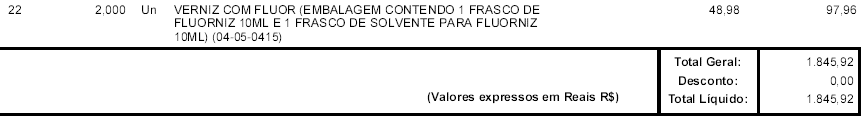 22 2,000 Un VERNIZ COM FLUOR (EMBALAGEM CONTENDO 1 FRASCO DE 48,98 97,96
FLUORNIZ 10ML E 1 FRASCO DE SOLVENTE PARA FLUORNIZ
10ML) (04-05-0415)
Total Geral: 1.845,92
Desconto: 0,00
(Valores expressos em Reais R$) Total Líquido: 1.845,92